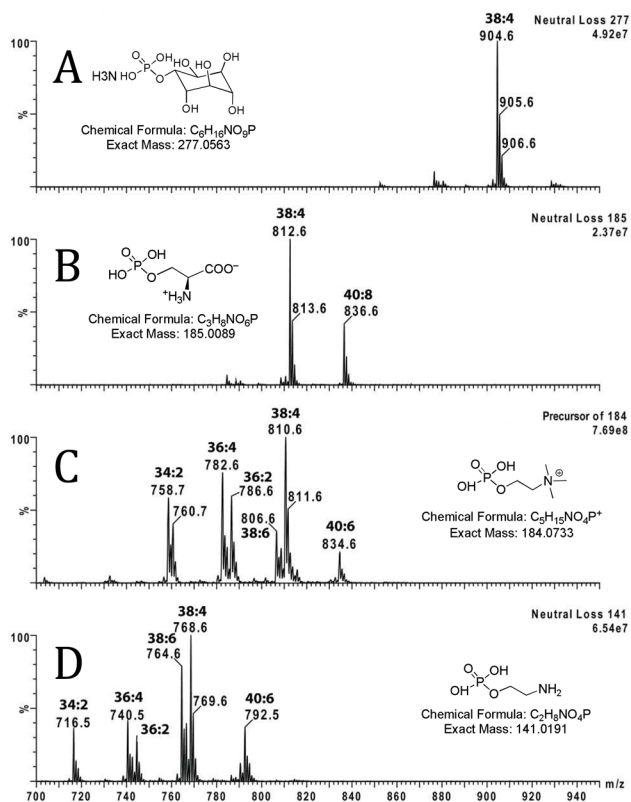 38:4
Neutral Loss 277
4.92e7
904.6
100
A
O
OH
P
H3N HO
O
HO
HO
OH
OH
OH
905.6
%
906.6
Chemical Formula: C₆H₁₆NO₉P
Exact Mass: 277.0563
38:4
Neutral Loss 185
2.37e7
812.6
100
B
O
OH
P
HO
O
COO⁻
⁺H₃N
813.6
40:8
836.6
%
Chemical Formula: C₃H₈NO₆P
Exact Mass: 185.0089
38:4
Precursor of 184
7.69e8
810.6
100
C
36:4
782.6
34:2
758.7
36:2
786.6
760.7
806.6
38:6
811.6
40:6
834.6
%
O
OH
P
OH
O
N
⊕
Chemical Formula: C₅H₁₅NO₄P⁺
Exact Mass: 184.0733
38:4
Neutral Loss 141
6.54e7
768.6
100
D
38:6
764.6
36:4
740.5
34:2
716.5
36:2
769.6
40:6
792.5
%
O
OH
P
OH
O
NH₂
Chemical Formula: C₂H₈NO₄P
Exact Mass: 141.0191
700 720 740 760 780 800 820 840 860 880 900 920 940 m/z